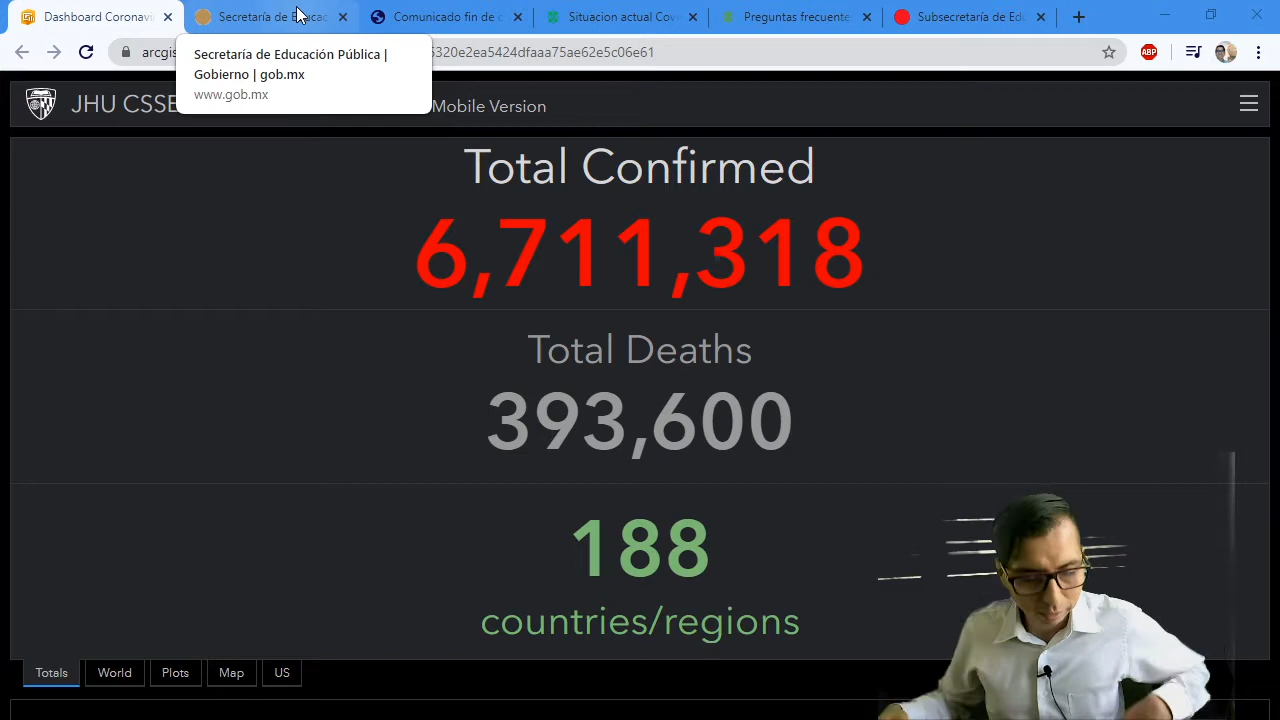 Dashboard Coronavi
Secretaría de Educac
Comunicado fin de c
Situacion actual Cov
Preguntas frecuente
Subsecretaría de Edu
arcgis
5320e2ea5424dfaaa75ae62e5c06e61
ABP
Secretaría de Educación Pública |
Gobierno | gob.mx
www.gob.mx
JHU CSSE
Mobile Version
Total Confirmed
6,711,318
Total Deaths
393,600
188
countries/regions
Totals
World
Plots
Map
US